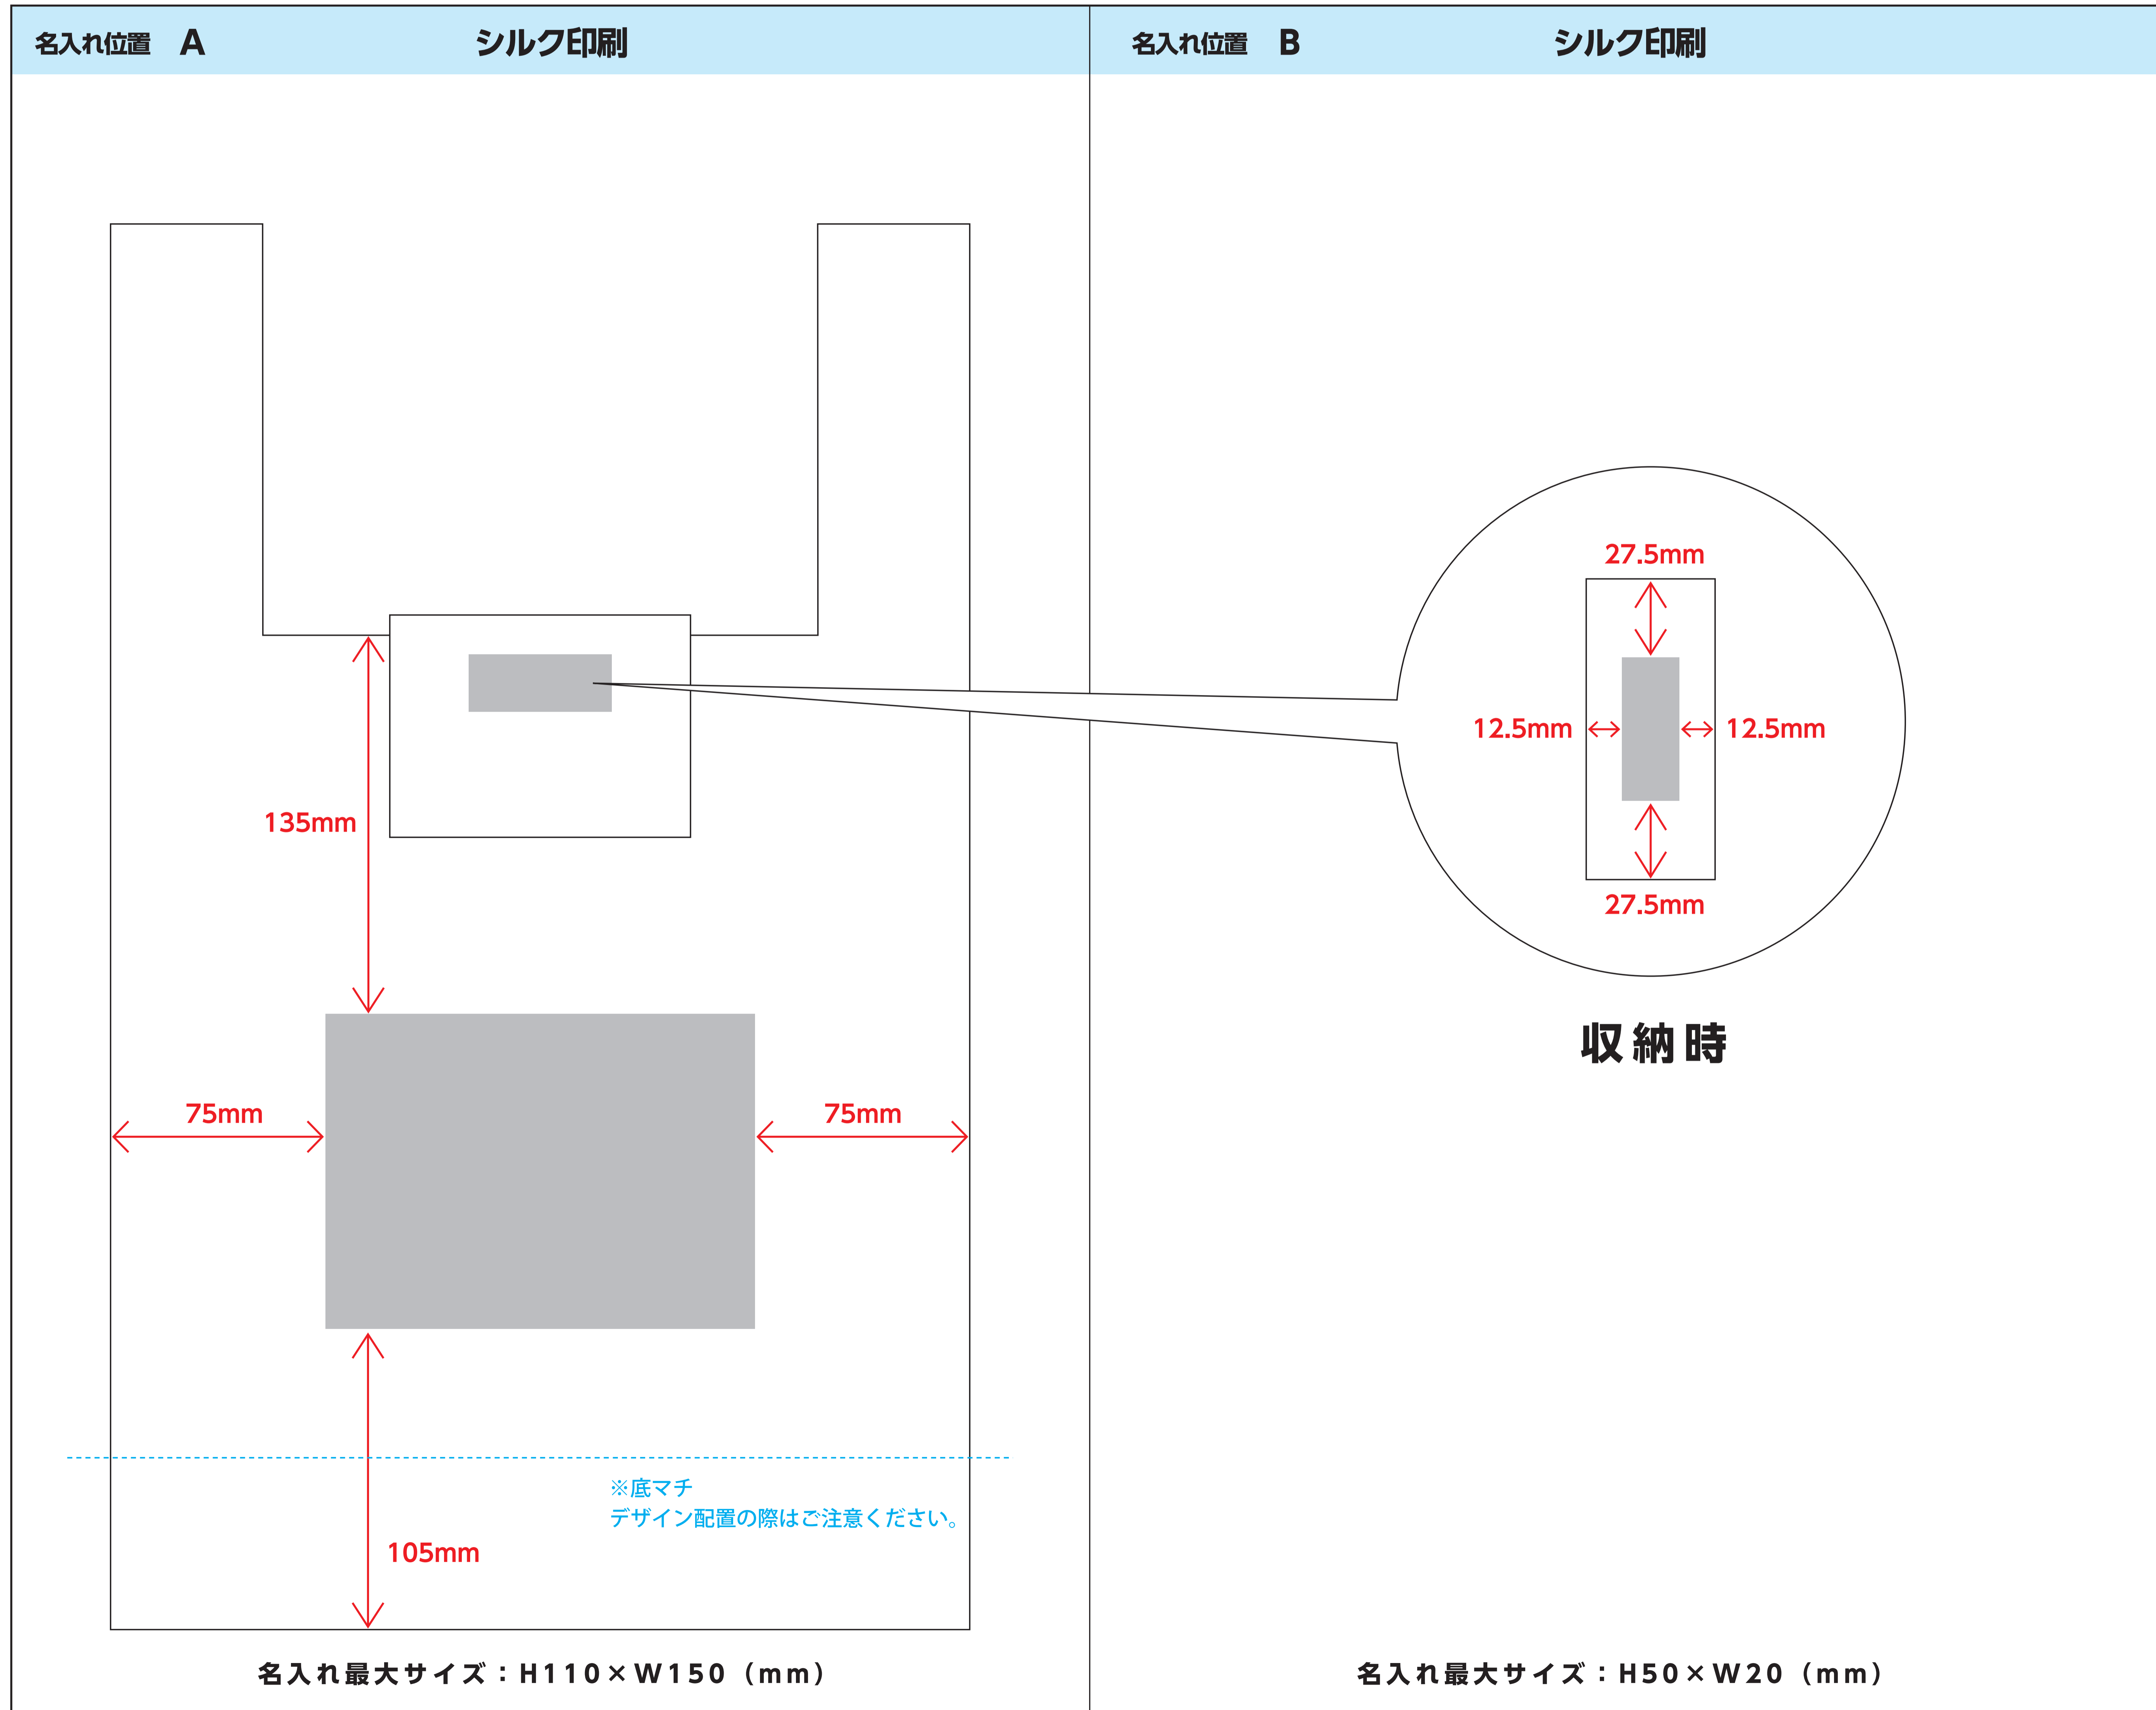 名入れ位置 A シルク印刷
135mm
75mm
75mm
※底マチ
デザイン配置の際はご注意ください。
105mm
名入れ最大サイズ：H110×W150（mm）
名入れ位置 B シルク印刷
27.5mm
12.5mm
12.5mm
27.5mm
収納時
名入れ最大サイズ：H50×W20（mm）